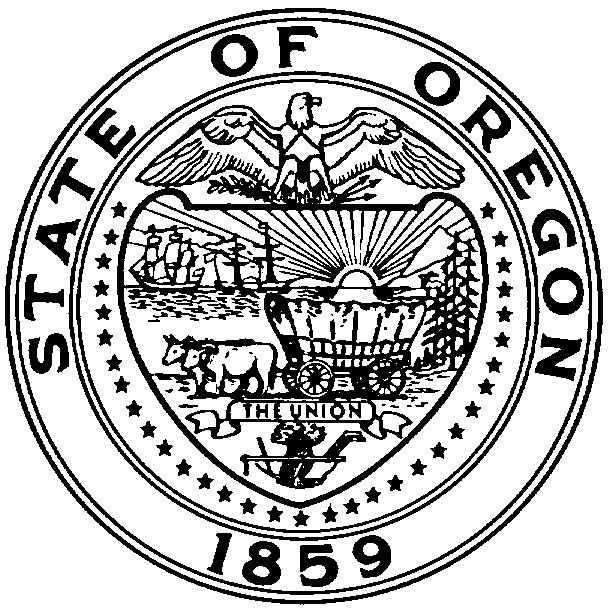 STATE OF OREGON
THE UNION
1859